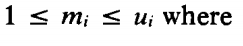 1 ≤ mᵢ ≤ uᵢ where